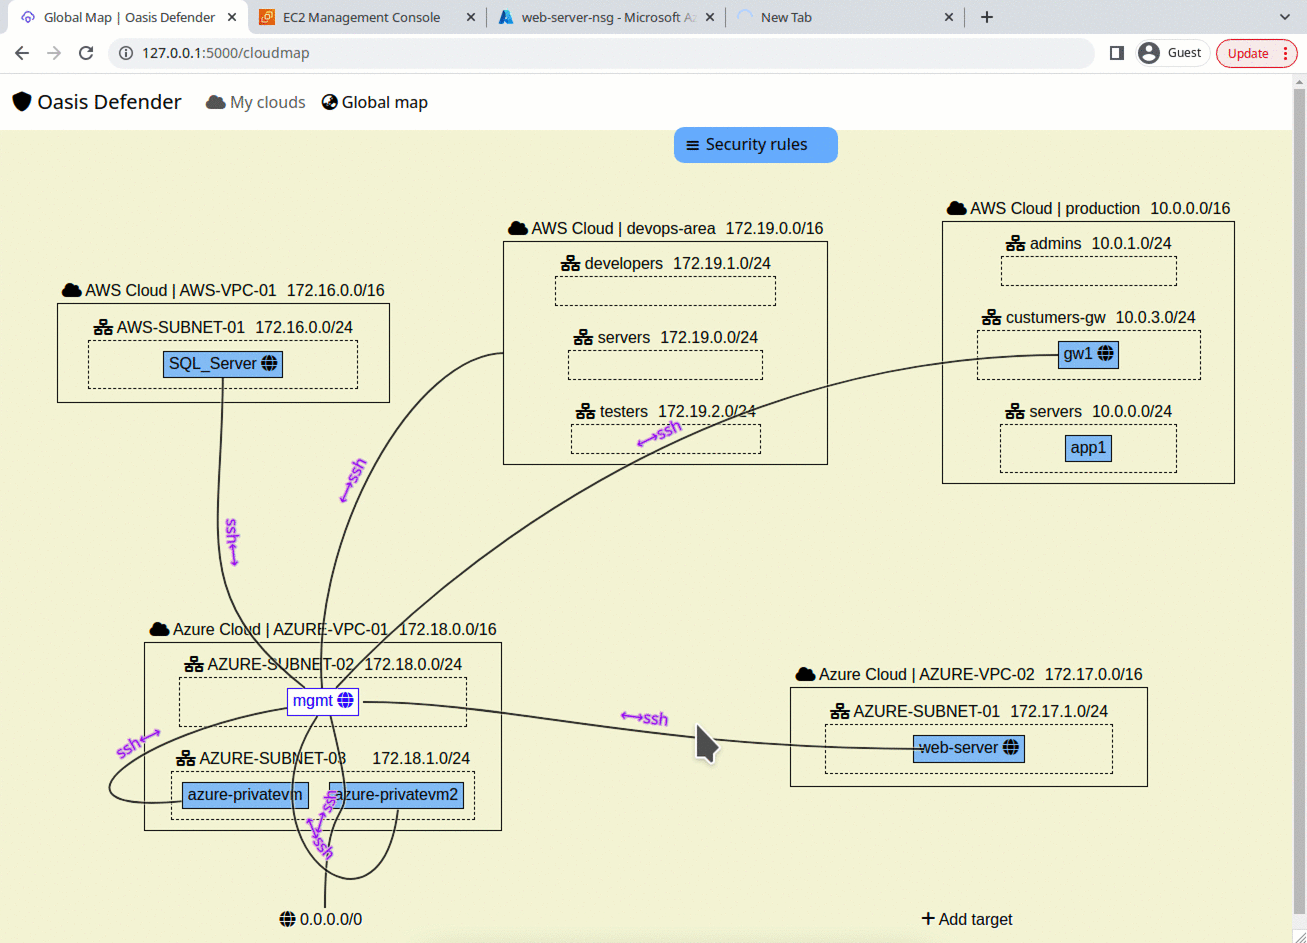 Global Map | Oasis Defender
EC2 Management Console
web-server-nsg - Microsoft Az
New Tab
127.0.0.1:5000/cloudmap
Guest
Update
Oasis Defender
My clouds
Global map
Security rules
AWS Cloud | AWS-VPC-01 172.16.0.0/16
AWS-SUBNET-01 172.16.0.0/24
SQL_Server
AWS Cloud | devops-area 172.19.0.0/16
developers 172.19.1.0/24
servers 172.19.0.0/24
testers 172.19.2.0/24
AWS Cloud | production 10.0.0.0/16
admins 10.0.1.0/24
custumers-gw 10.0.3.0/24
gw1
servers 10.0.0.0/24
app1
ssh
ssh
ssh
Azure Cloud | AZURE-VPC-01 172.18.0.0/16
AZURE-SUBNET-02 172.18.0.0/24
mgmt
ssh
ssh
AZURE-SUBNET-03 172.18.1.0/24
azure-privatevm
azure-privatevm2
ssh
ssh
Azure Cloud | AZURE-VPC-02 172.17.0.0/16
AZURE-SUBNET-01 172.17.1.0/24
web-server
0.0.0.0/0
Add target